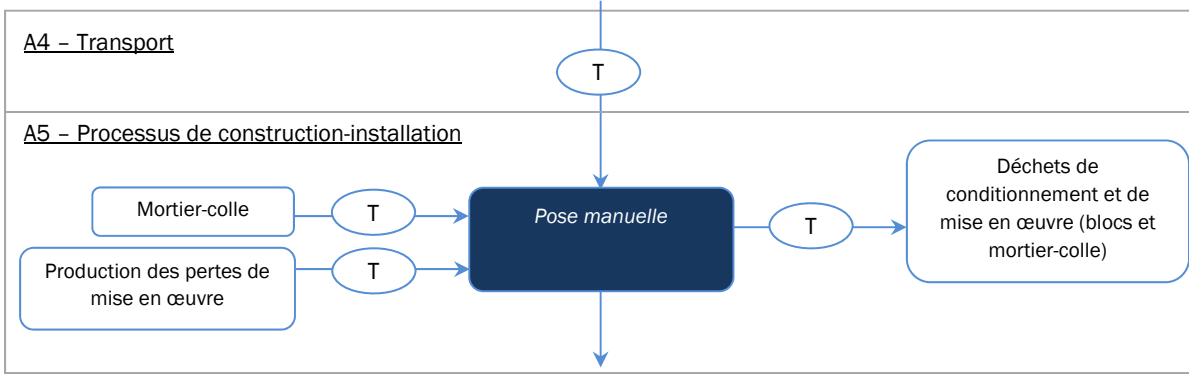 A4 – Transport
T
A5 – Processus de construction-installation
Mortier-colle
T
Pose manuelle
T
Déchets de
conditionnement et de
mise en œuvre (blocs et
mortier-colle)
Production des pertes de
mise en œuvre
T